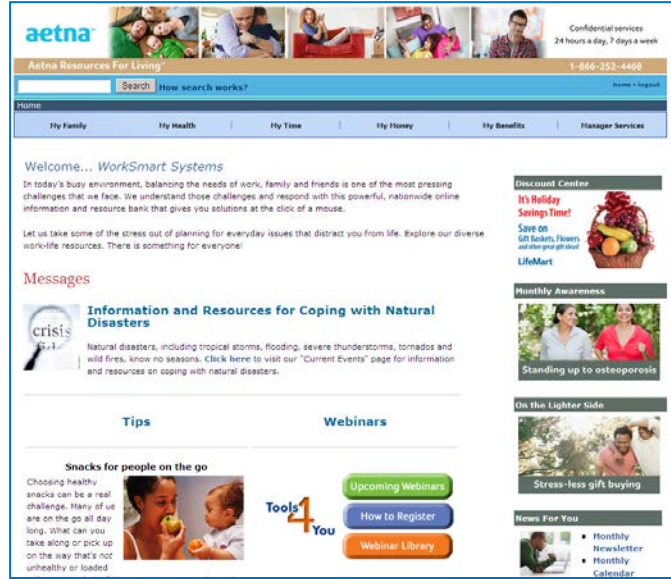 aetna™
Confidential services
24 hours a day, 7 days a week
Aetna Resources For Living™
1-866-252-4468
Search How search works?
home • logout
Home
My Family | My Health | My Time | My Money | My Benefits | Manager Services
Welcome... WorkSmart Systems
In today's busy environment, balancing the needs of work, family and friends is one of the most pressing
challenges that we face. We understand those challenges and respond with this powerful, nationwide online
information and resource bank that gives you solutions at the click of a mouse.
Let us take some of the stress out of planning for everyday issues that distract you from life. Explore our diverse
work-life resources. There is something for everyone!
Messages
crisis
Information and Resources for Coping with Natural
Disasters
Natural disasters, including tropical storms, flooding, severe thunderstorms, tornados and
wild fires, know no seasons. Click here to visit our "Current Events" page for information
and resources on coping with natural disasters.
Tips
Snacks for people on the go
Choosing healthy
snacks can be a real
challenge. Many of us
are on the go all day
long. What can you
take along or pick up
on the way that's not
unhealthy or loaded
Webinars
Tools
4
You
Upcoming Webinars
How to Register
Webinar Library
Discount Center
It's Holiday
Savings Time!
Save on
Gift Baskets, Flowers
and other great gift ideas!
LifeMart
Monthly Awareness
Standing up to osteoporosis
On the Lighter Side
Stress-less gift buying
News For You
• Monthly
Newsletter
• Monthly
Calendar